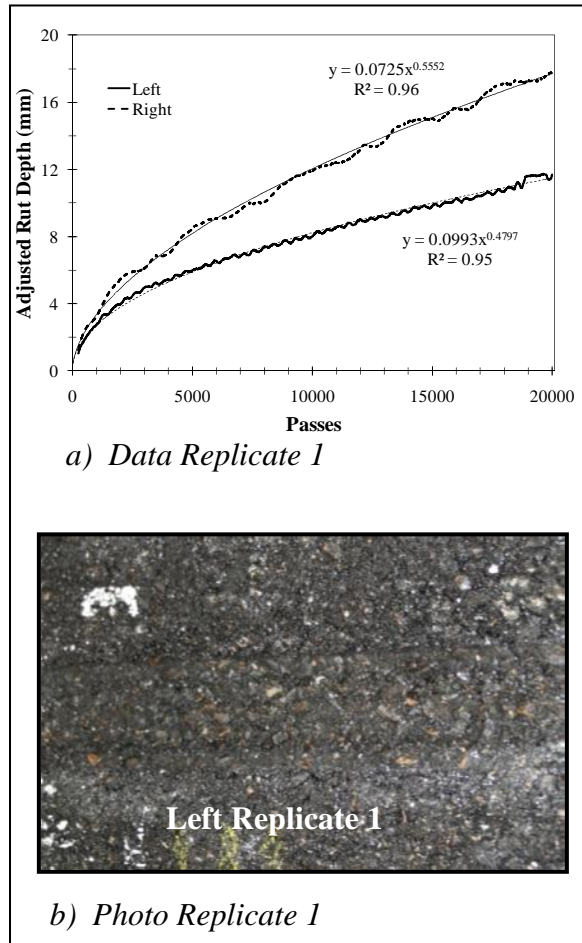 20
16
12
8
4
0
Adjusted Rut Depth (mm)
Left
Right
y = 0.0725x^0.5552
R² = 0.96
y = 0.0993x^0.4797
R² = 0.95
0 5000 10000 15000 20000
Passes
a) Data Replicate 1
Left Replicate 1
b) Photo Replicate 1